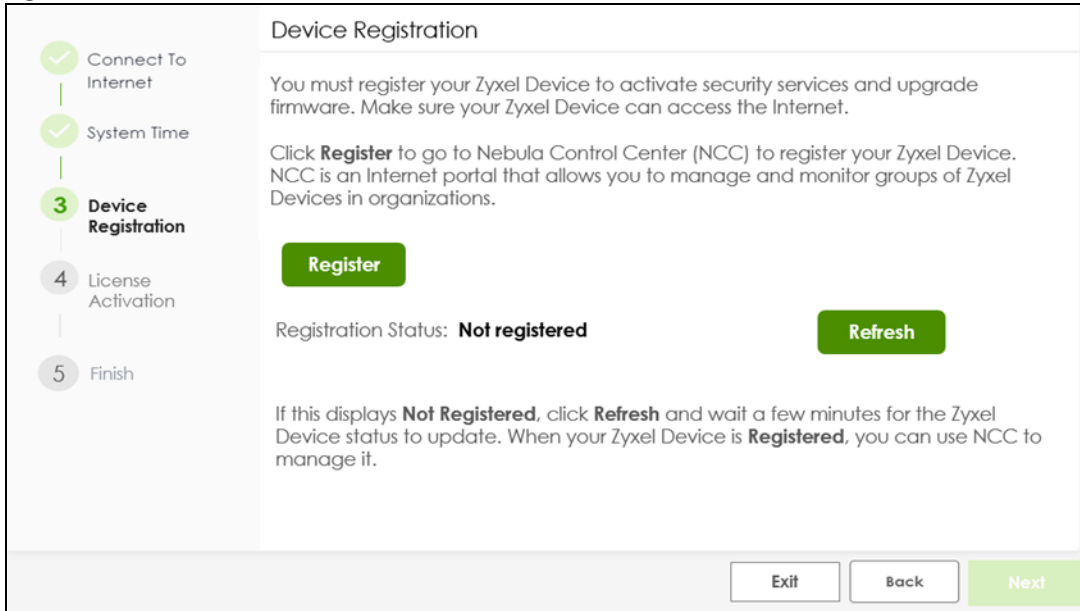 Device Registration
Connect To
Internet
System Time
3 Device
Registration
4 License
Activation
5 Finish
You must register your Zyxel Device to activate security services and upgrade
firmware. Make sure your Zyxel Device can access the Internet.
Click Register to go to Nebula Control Center (NCC) to register your Zyxel Device.
NCC is an Internet portal that allows you to manage and monitor groups of Zyxel
Devices in organizations.
Register
Registration Status: Not registered
Refresh
If this displays Not Registered, click Refresh and wait a few minutes for the Zyxel
Device status to update. When your Zyxel Device is Registered, you can use NCC to
manage it.
Exit
Back
Next